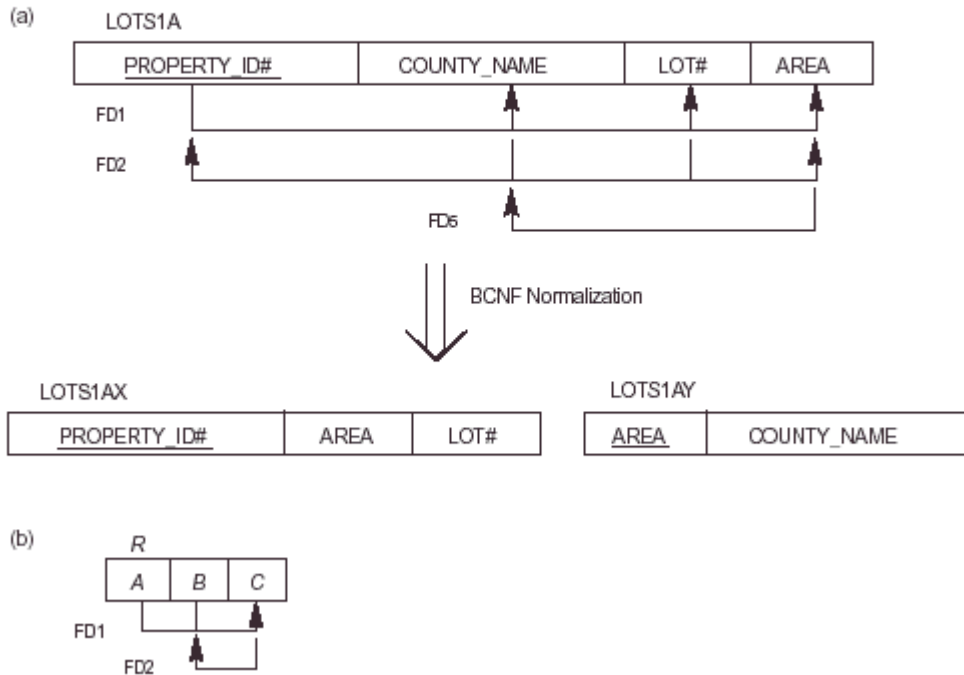 (a)
LOTS1A
PROPERTY_ID# COUNTY_NAME LOT# AREA
FD1
FD2
FD5
BCNF Normalization
LOTS1AX
PROPERTY_ID# AREA LOT#
LOTS1AY
AREA COUNTY_NAME
(b)
R
A B C
FD1
FD2